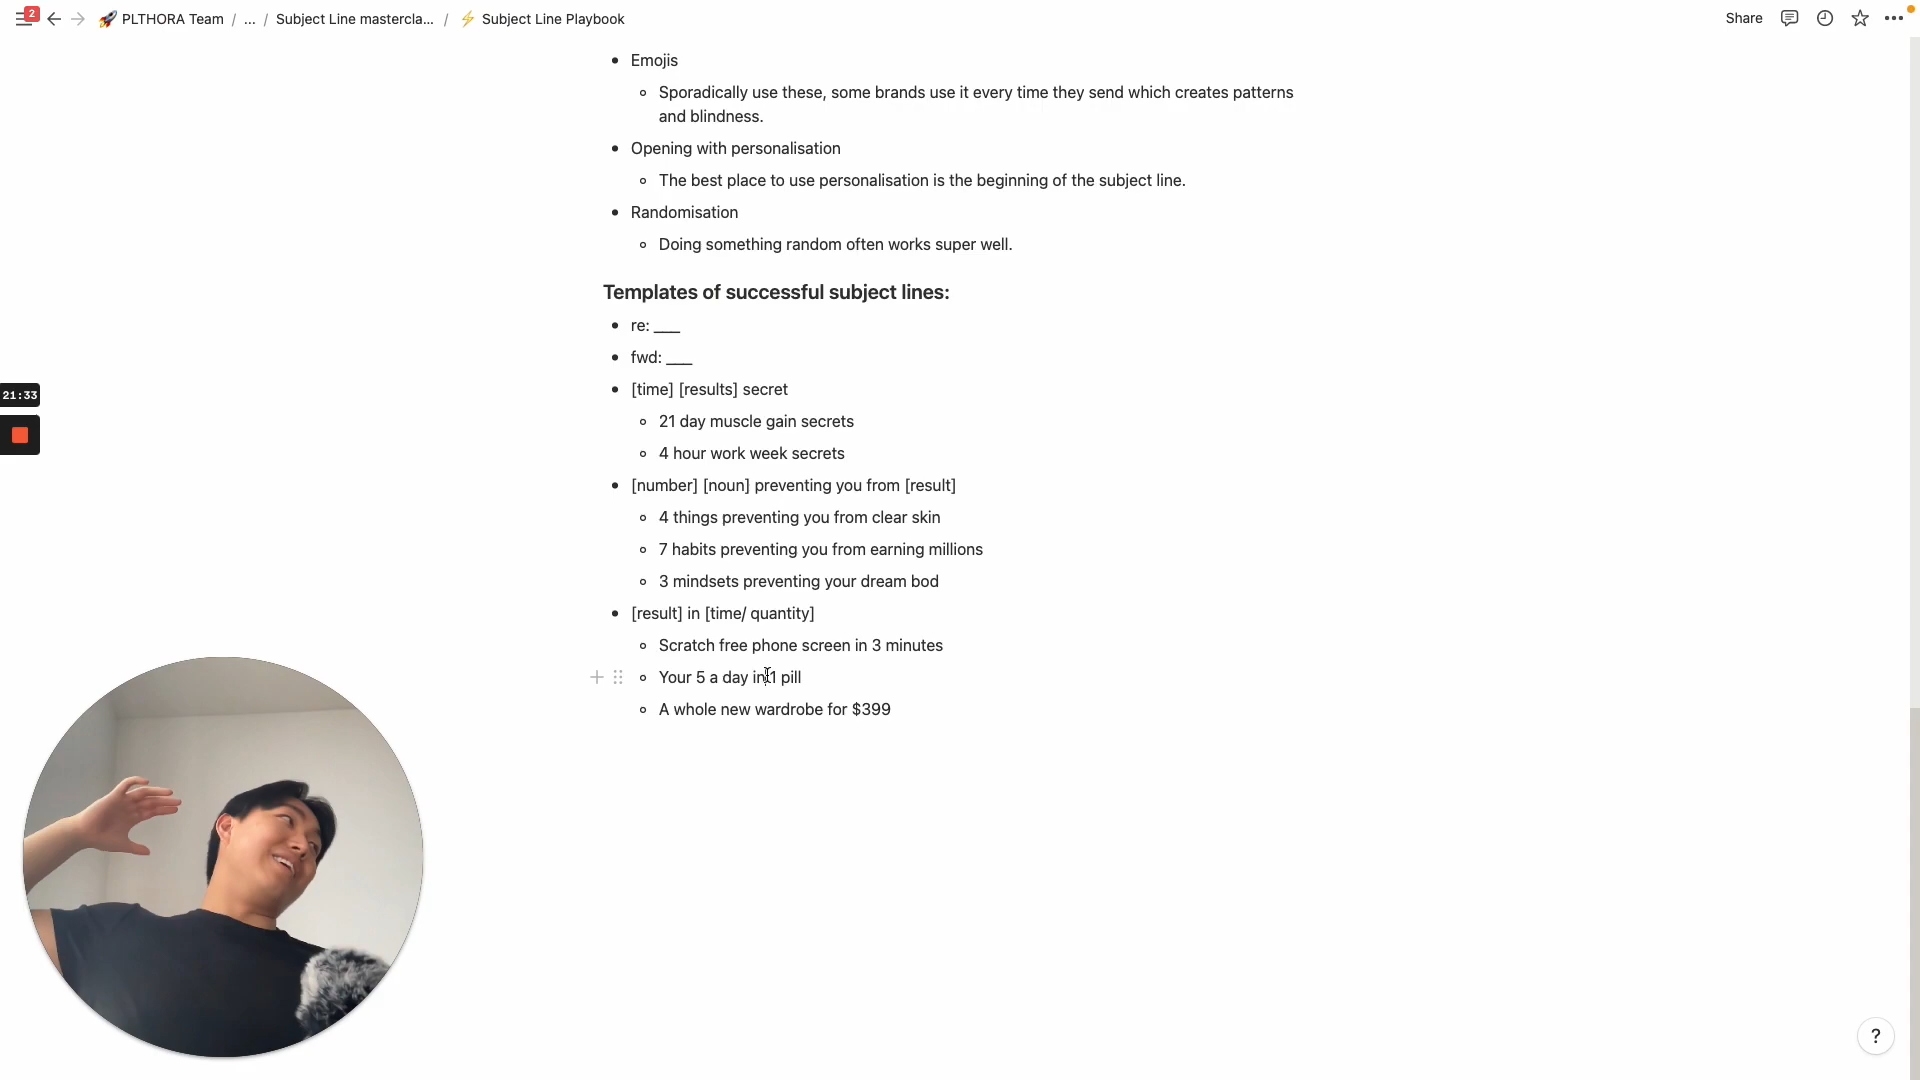 2
🚀 PLTHORA Team / ... / Subject Line mastercla... / ⚡ Subject Line Playbook
Share
• Emojis
◦ Sporadically use these, some brands use it every time they send which creates patterns
and blindness.
• Opening with personalisation
◦ The best place to use personalisation is the beginning of the subject line.
• Randomisation
◦ Doing something random often works super well.
Templates of successful subject lines:
• re: ___
• fwd: ___
• [time] [results] secret
◦ 21 day muscle gain secrets
◦ 4 hour work week secrets
• [number] [noun] preventing you from [result]
◦ 4 things preventing you from clear skin
◦ 7 habits preventing you from earning millions
◦ 3 mindsets preventing your dream bod
• [result] in [time/ quantity]
◦ Scratch free phone screen in 3 minutes
◦ Your 5 a day in 1 pill
◦ A whole new wardrobe for $399
21:33
?